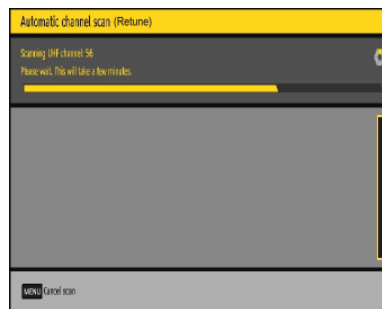 Automatic channel scan (Retune)
Scanning UHF channel: 56
Please wait. This will take a few minutes.
MENU Cancel scan